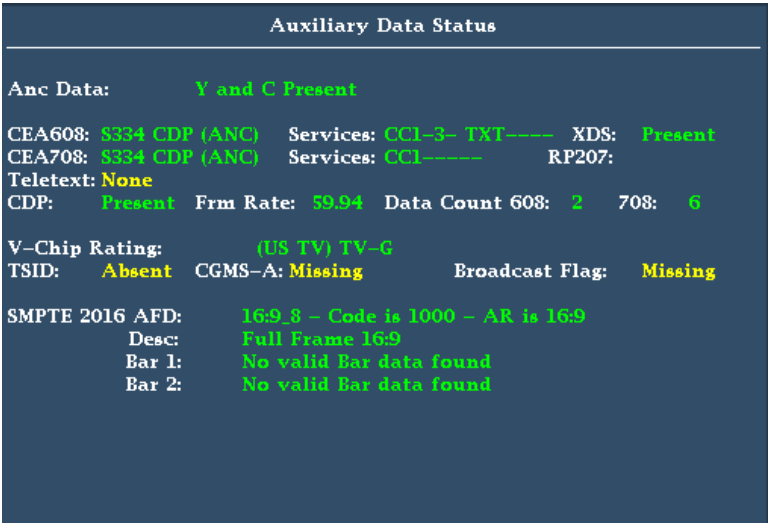 Auxiliary Data Status
Anc Data: Y and C Present
CEA608: S334 CDP (ANC) Services: CC1-3- TXT---- XDS: Present
CEA708: S334 CDP (ANC) Services: CC1----- RP207:
Teletext: None
CDP: Present Frm Rate: 59.94 Data Count 608: 2 708: 6
V-Chip Rating: (US TV) TV-G
TSID: Absent CGMS-A: Missing Broadcast Flag: Missing
SMPTE 2016 AFD: 16:9_8 - Code is 1000 - AR is 16:9
Desc: Full Frame 16:9
Bar 1: No valid Bar data found
Bar 2: No valid Bar data found